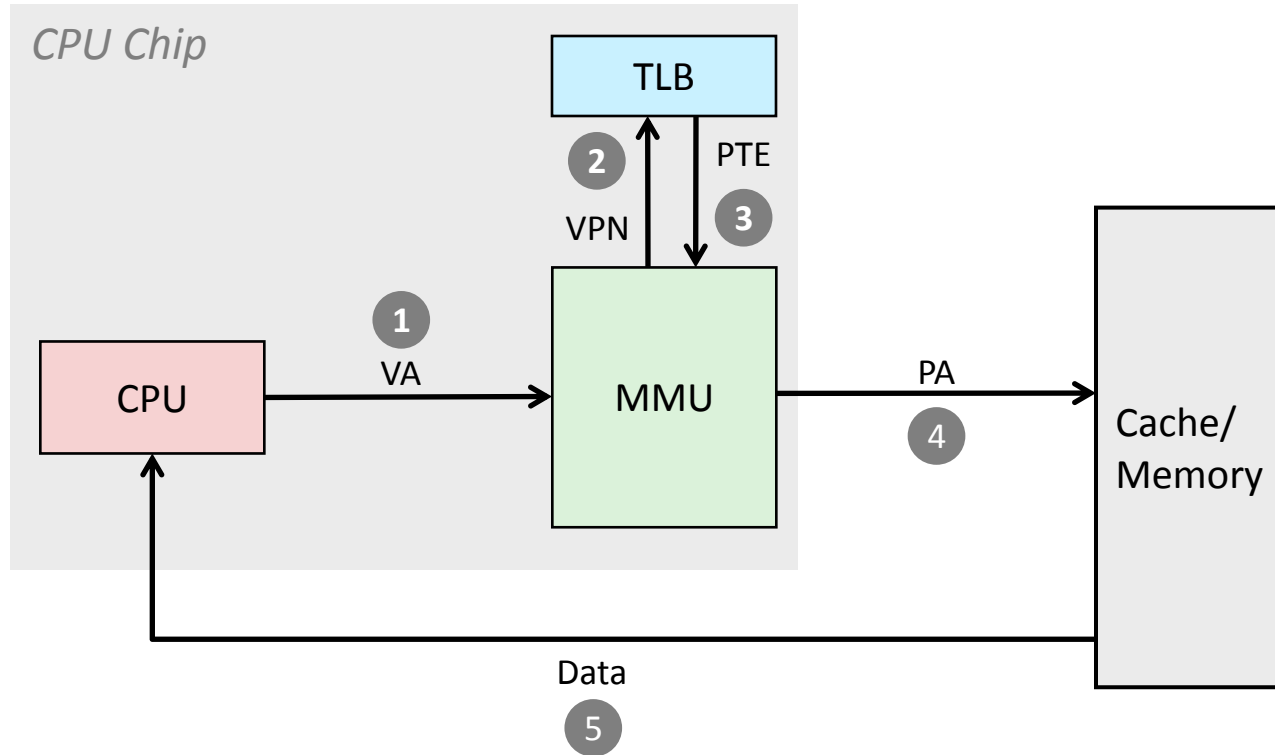 CPU Chip
TLB
2
PTE
VPN
3
1
VA
CPU
MMU
PA
4
Cache/
Memory
Data
5